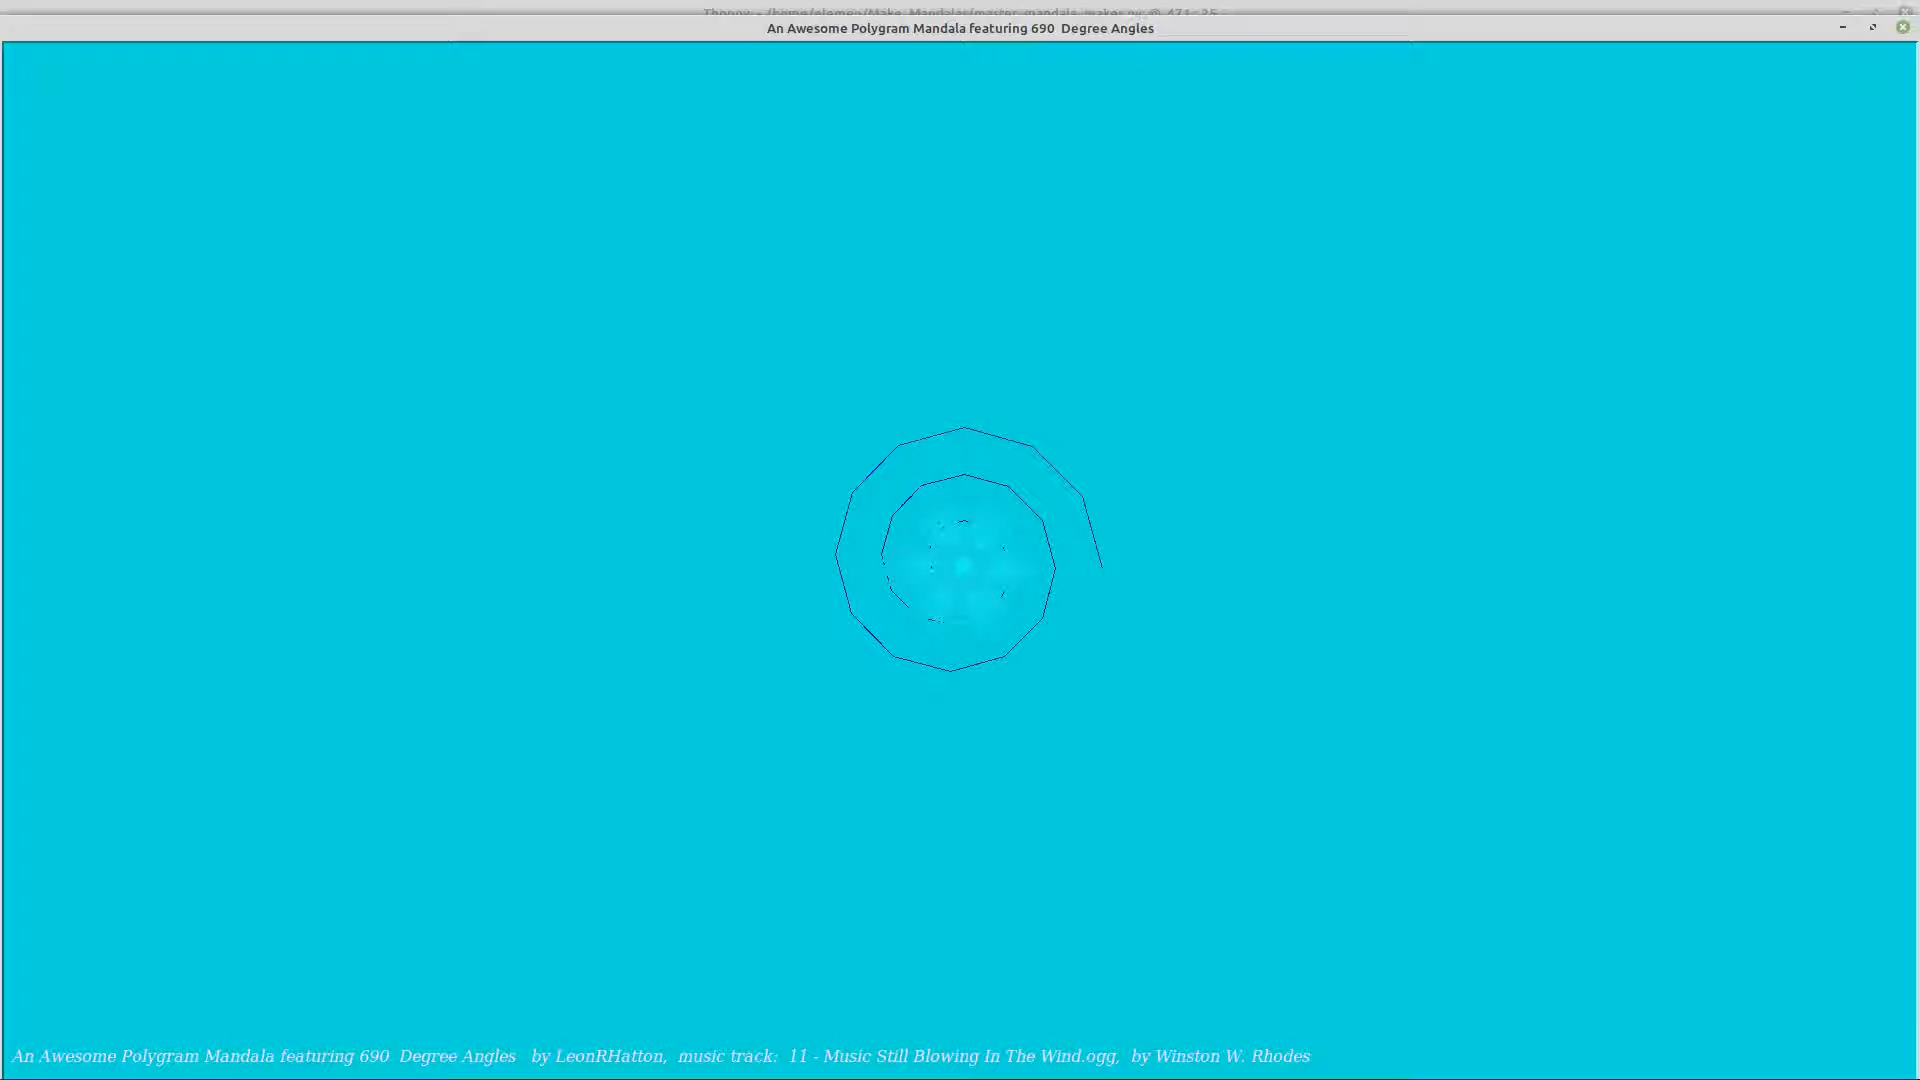 An Awesome Polygram Mandala featuring 690  Degree Angles
An Awesome Polygram Mandala featuring 690  Degree Angles   by LeonRHatton,  music track:  11 - Music Still Blowing In The Wind.ogg,  by Winston W. Rhodes